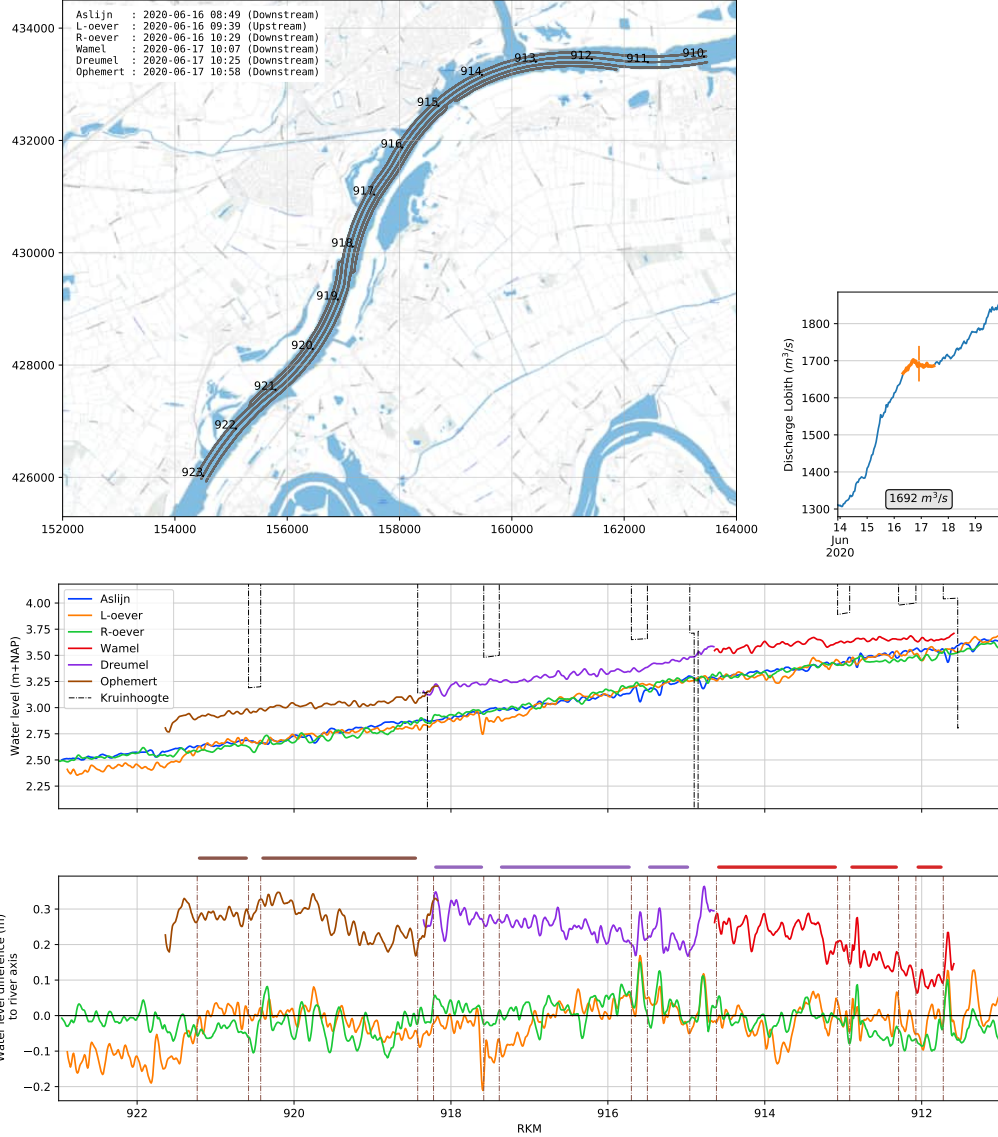 434000
432000
430000
428000
426000
152000
154000
156000
158000
160000
162000
164000
Aslijn : 2020-06-16 08:49 (Downstream)
L-oever : 2020-06-16 09:39 (Upstream)
R-oever : 2020-06-16 10:29 (Downstream)
Wamel : 2020-06-17 10:07 (Downstream)
Dreumel : 2020-06-17 10:25 (Downstream)
Ophemert : 2020-06-17 10:58 (Downstream)
910
911
912
913
914
915
916
917
918
919
920
921
922
923
Discharge Lobith (m³/s)
1800
1700
1600
1500
1400
1300
1692 m³/s
14
15
16
17
18
19
Jun
2020
Water level (m+NAP)
4.00
3.75
3.50
3.25
3.00
2.75
2.50
2.25
Aslijn
L-oever
R-oever
Wamel
Dreumel
Ophemert
Kruinhoogte
Water level difference (m)
to river axis
0.3
0.2
0.1
0.0
−0.1
−0.2
922
920
918
916
914
912
RKM